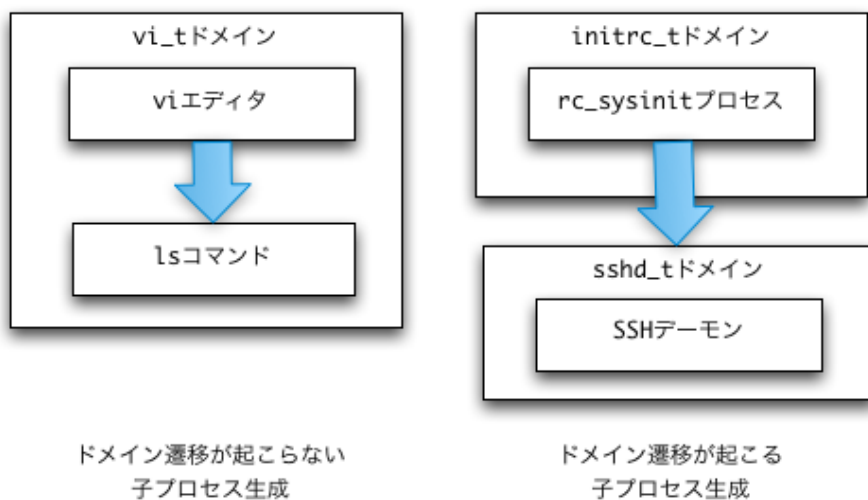 vi_tドメイン
viエディタ
lsコマンド
ドメイン遷移が起こらない
子プロセス生成
initrc_tドメイン
rc_sysinitプロセス
sshd_tドメイン
SSHデーモン
ドメイン遷移が起こる
子プロセス生成